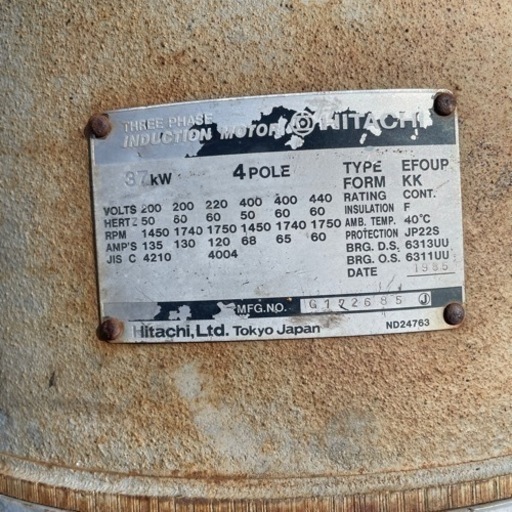 THREE PHASE
INDUCTION MOTOR HITACHI
37 kW 4 POLE
TYPE EFOUP
FORM KK
RATING CONT.
INSULATION F
AMB. TEMP. 40°C
PROTECTION JP22S
BRG. D.S. 6313UU
BRG. O.S. 6311UU
DATE 1985
VOLTS 200 200 220 400 400 440
HERTZ 50 60 60 50 60 60
RPM 1450 1740 1750 1450 1740 1750
AMP'S 135 130 120 68 65 60
JIS C 4210 4004
MFG.NO. G172685 J
Hitachi, Ltd. Tokyo Japan ND24763